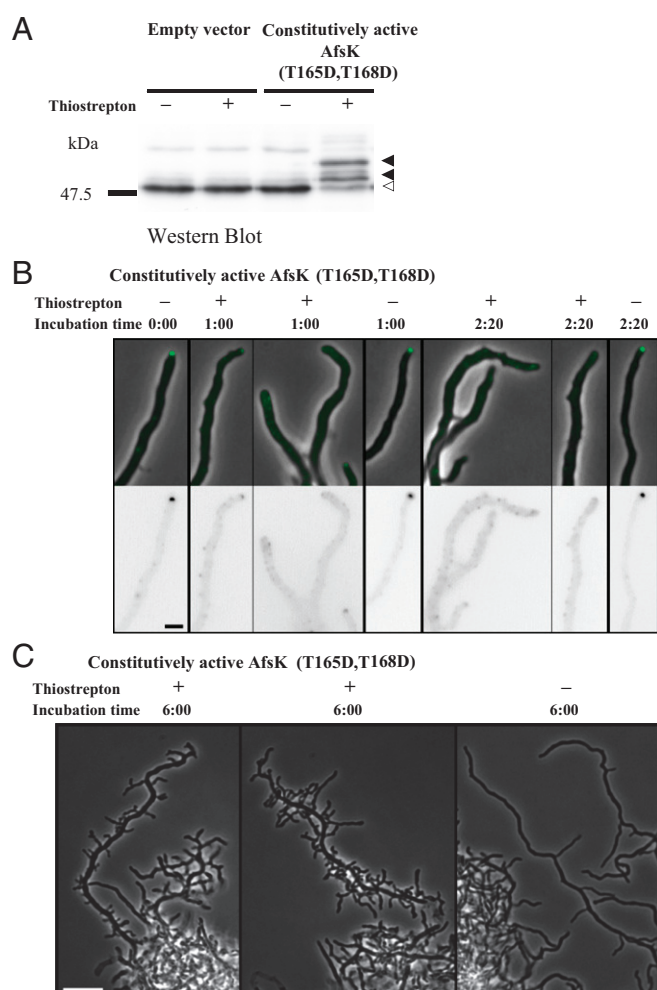 A
Empty vector Constitutively active
AfsK
(T165D,T168D)
Thiostrepton – + – +
kDa
47.5
Western Blot
B
Constitutively active AfsK (T165D,T168D)
Thiostrepton – + + – + + –
Incubation time 0:00 1:00 1:00 1:00 2:20 2:20 2:20
C
Constitutively active AfsK (T165D,T168D)
Thiostrepton + + –
Incubation time 6:00 6:00 6:00